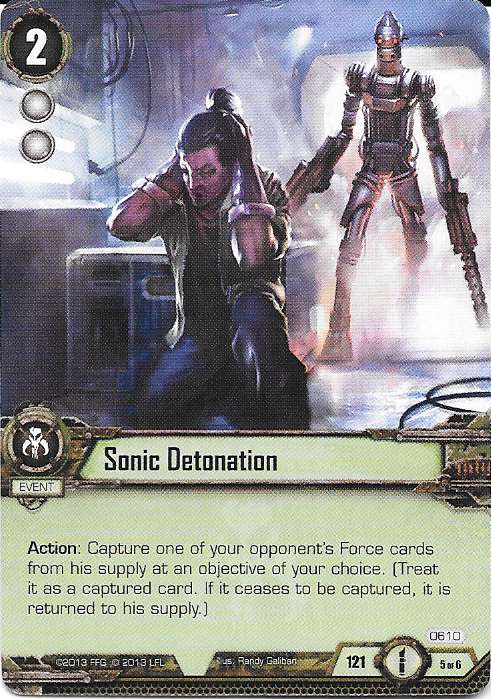 2
Sonic Detonation
EVENT
Action: Capture one of your opponent's Force cards
from his supply at an objective of your choice. (Treat
it as a captured card. If it ceases to be captured, it is
returned to his supply.)
0610
©2013 FFG © 2013 LFL Illus. Randy Galiban 121 5 OF 6